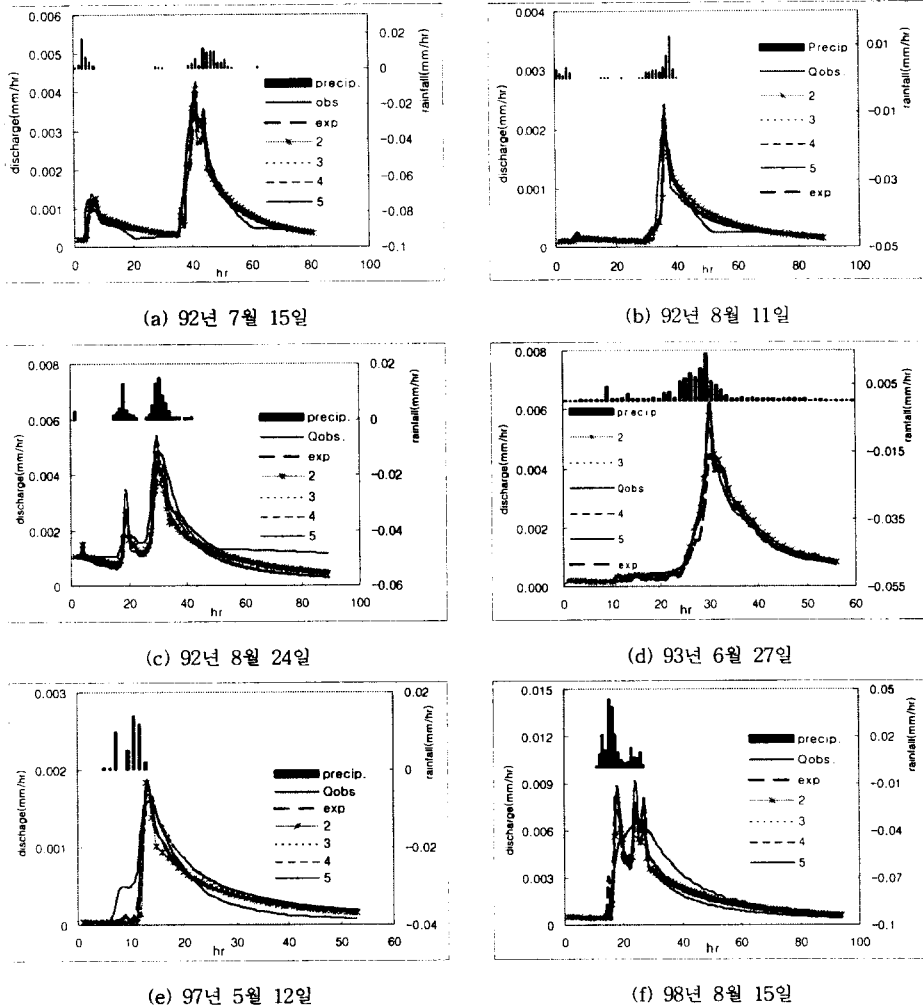 0.006
0.005
0.004
0.003
0.002
0.001
0
discharge(mm/hr)
0.02
0
-0.02
-0.04
-0.06
-0.08
-0.1
rainfall(mm/hr)
precip.
obs
exp
2
3
4
5
0 20 40 60 80 100
hr
(a) 92년 7월 15일
0.004
0.003
0.002
0.001
0
discharge(mm/hr)
0.01
-0.01
-0.03
-0.05
rainfall(mm/hr)
Precip
Qobs.
2
3
4
5
exp
0 20 40 60 80 100
hr
(b) 92년 8월 11일
0.008
0.006
0.004
0.002
0
discharge(mm/hr)
0.02
0
-0.02
-0.04
-0.06
rainfall(mm/hr)
precip.
Qobs.
exp
2
3
4
5
0 20 40 60 80 100
hr
(c) 92년 8월 24일
0.008
0.006
0.004
0.002
0.000
discharge(mm/hr)
0.005
-0.015
-0.035
-0.055
rainfall(mm/hr)
precip
2
3
Qobs
4
5
exp
0 10 20 30 40 50 60
hr
(d) 93년 6월 27일
0.003
0.002
0.001
0
dischage(mm/hr)
0.02
0
-0.02
-0.04
rainfall(mm/hr)
precip.
Qobs
exp
2
3
4
5
0 10 20 30 40 50 60
hr
(e) 97년 5월 12일
0.015
0.012
0.009
0.006
0.003
0
discharge(mm/hr)
0.05
0.02
-0.01
-0.04
-0.07
-0.1
rainfall(mm/hr)
precip.
Qobs.
exp
2
3
4
5
0 20 40 60 80 100
hr
(f) 98년 8월 15일